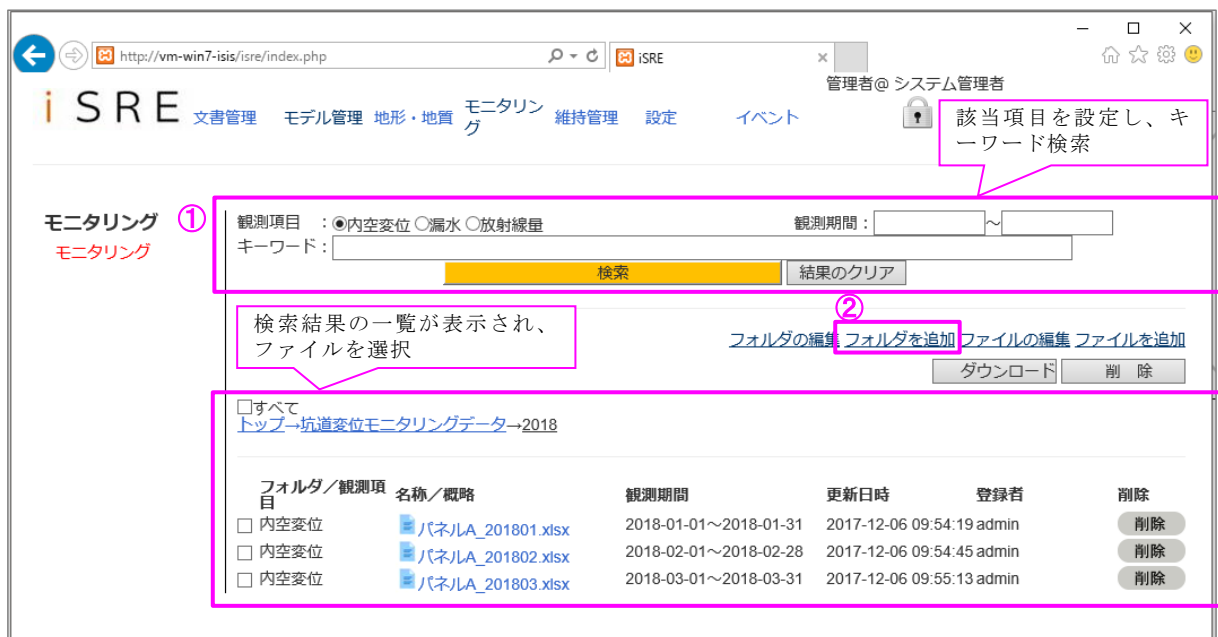 http://vm-win7-isis/isre/index.php
iSRE
管理者@ システム管理者
iSRE
文書管理 モデル管理 地形・地質 モニタリング 維持管理 設定 イベント
該当項目を設定し、キ
ーワード検索
モニタリング
モニタリング
①
観測項目 :◉内空変位 ○漏水 ○放射線量 観測期間:～
キーワード:
検索 結果のクリア
検索結果の一覧が表示され、
ファイルを選択
②
フォルダの編集 フォルダを追加 ファイルの編集 ファイルを追加
ダウンロード 削 除
□すべて
トップ→坑道変位モニタリングデータ→2018
フォルダ／観測項目 名称／概略 観測期間 更新日時 登録者 削除
□ 内空変位 パネルA_201801.xlsx 2018-01-01～2018-01-31 2017-12-06 09:54:19 admin 削除
□ 内空変位 パネルA_201802.xlsx 2018-02-01～2018-02-28 2017-12-06 09:54:45 admin 削除
□ 内空変位 パネルA_201803.xlsx 2018-03-01～2018-03-31 2017-12-06 09:55:13 admin 削除